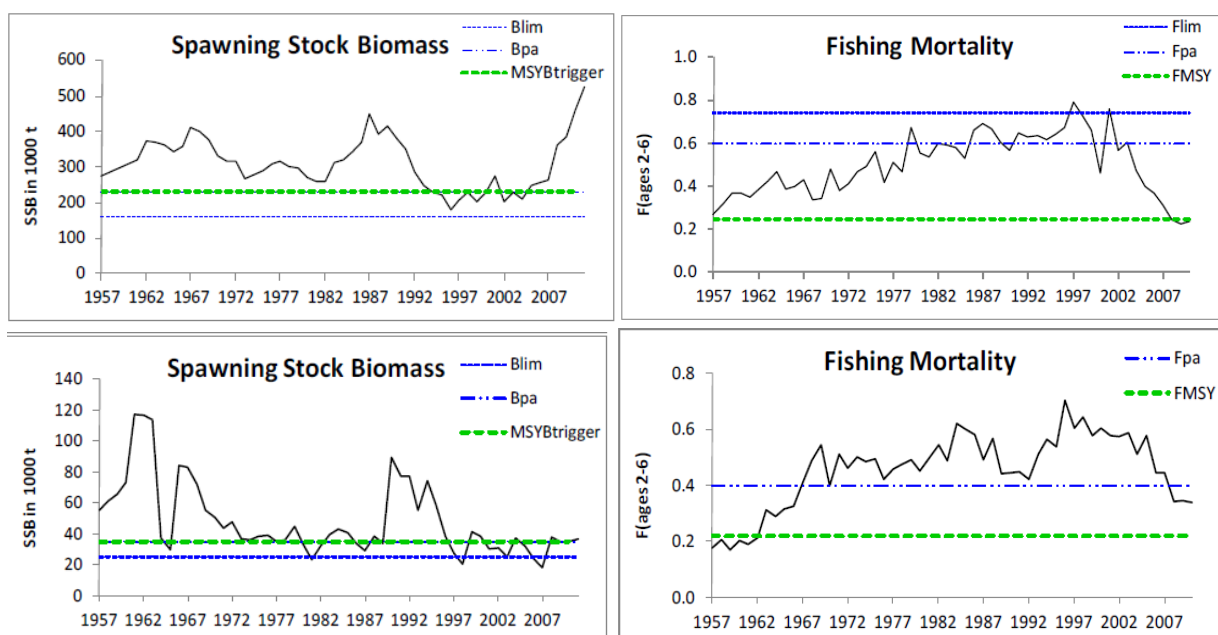 Spawning Stock Biomass
Blim
Bpa
MSYBtrigger
SSB in 1000 t
600
500
400
300
200
100
0
1957 1962 1967 1972 1977 1982 1987 1992 1997 2002 2007
Fishing Mortality
Flim
Fpa
FMSY
F(ages 2-6)
1.0
0.8
0.6
0.4
0.2
0.0
1957 1962 1967 1972 1977 1982 1987 1992 1997 2002 2007
Spawning Stock Biomass
Blim
Bpa
MSYBtrigger
SSB in 1000t
140
120
100
80
60
40
20
0
1957 1962 1967 1972 1977 1982 1987 1992 1997 2002 2007
Fishing Mortality
Fpa
FMSY
F(ages 2-6)
0.8
0.6
0.4
0.2
0.0
1957 1962 1967 1972 1977 1982 1987 1992 1997 2002 2007